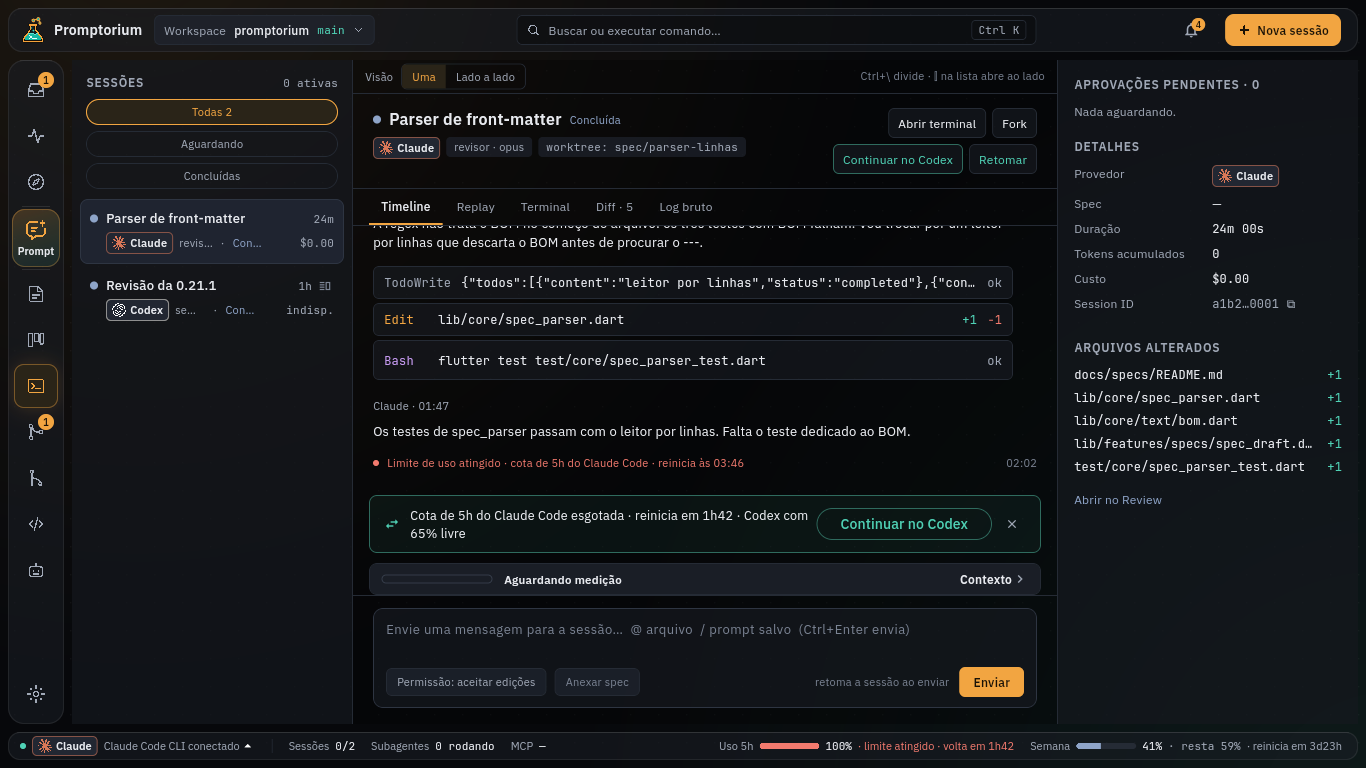 Promptorium
Workspace promptorium main
Buscar ou executar comando...
Ctrl K
4
Nova sessão
1
Prompt
1
SESSÕES
0 ativas
Todas 2
Aguardando
Concluídas
Parser de front-matter
24m
Claude revis... · Con... $0.00
Revisão da 0.21.1
1h
Codex se... · Con... indisp.
Visão Uma Lado a lado
Ctrl+\ divide · ‖ na lista abre ao lado
Parser de front-matter Concluída
Claude revisor · opus worktree: spec/parser-linhas
Abrir terminal Fork
Continuar no Codex Retomar
Timeline Replay Terminal Diff · 5 Log bruto
por linhas que descarta o BOM antes de procurar o ---.
TodoWrite {"todos":[{"content":"leitor por linhas","status":"completed"},{"con… ok
Edit lib/core/spec_parser.dart +1 -1
Bash flutter test test/core/spec_parser_test.dart ok
Claude · 01:47
Os testes de spec_parser passam com o leitor por linhas. Falta o teste dedicado ao BOM.
Limite de uso atingido · cota de 5h do Claude Code · reinicia às 03:46 02:02
Cota de 5h do Claude Code esgotada · reinicia em 1h42 · Codex com
65% livre
Continuar no Codex
Aguardando medição
Contexto
Envie uma mensagem para a sessão… @ arquivo / prompt salvo (Ctrl+Enter envia)
Permissão: aceitar edições Anexar spec
retoma a sessão ao enviar Enviar
APROVAÇÕES PENDENTES · 0
Nada aguardando.
DETALHES
Provedor Claude
Spec —
Duração 24m 00s
Tokens acumulados 0
Custo $0.00
Session ID a1b2…0001
ARQUIVOS ALTERADOS
docs/specs/README.md +1
lib/core/spec_parser.dart +1
lib/core/text/bom.dart +1
lib/features/specs/spec_draft.d… +1
test/core/spec_parser_test.dart +1
Abrir no Review
Claude Claude Code CLI conectado
Sessões 0/2 Subagentes 0 rodando MCP —
Uso 5h 100% · limite atingido · volta em 1h42
Semana 41% · resta 59% · reinicia em 3d23h